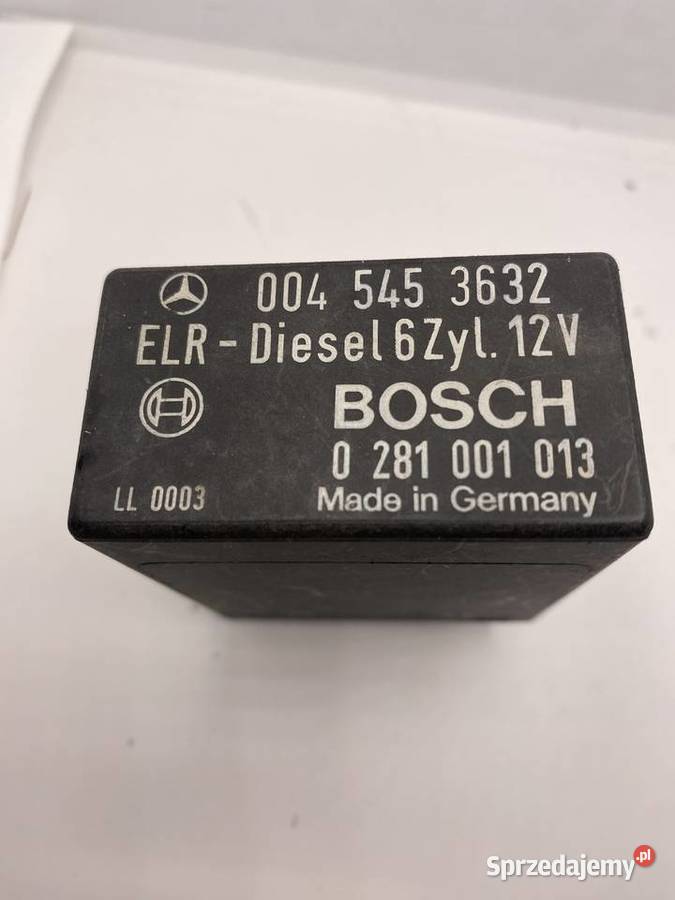 004 545 3632
ELR - Diesel 6Zyl. 12V
BOSCH
0 281 001 013
LL 0003 Made in Germany
Sprzedajemy.pl